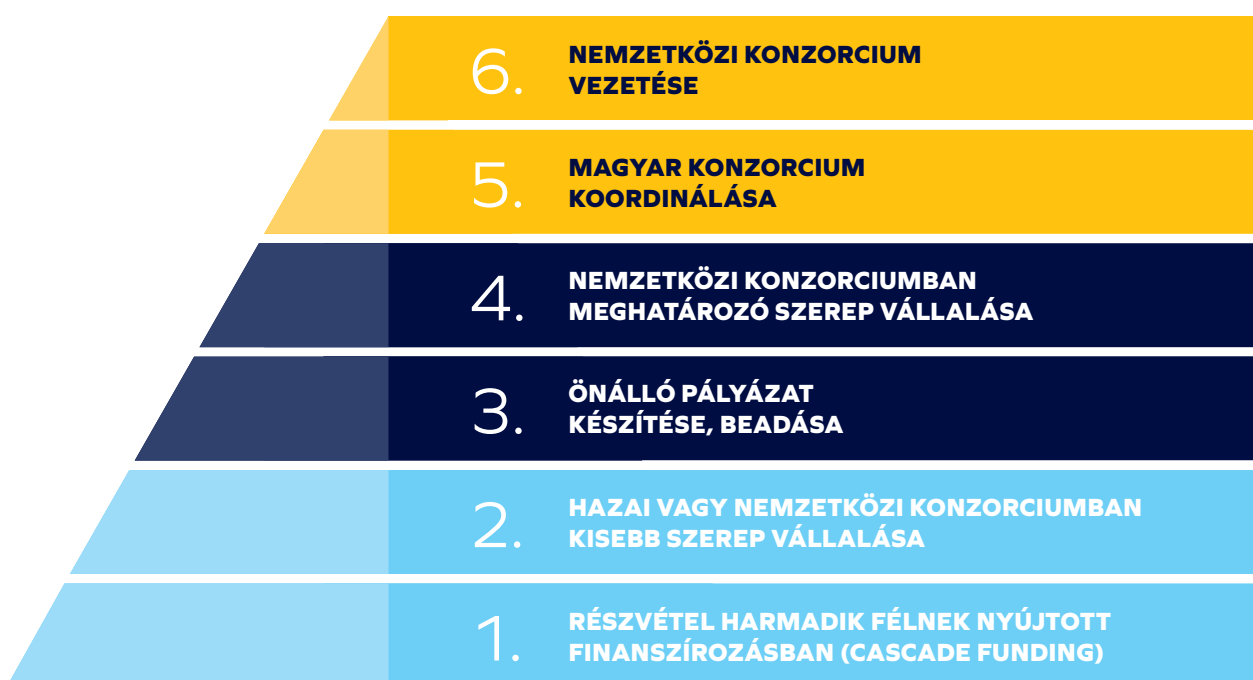 6. NEMZETKÖZI KONZORCIUM
VEZETÉSE
5. MAGYAR KONZORCIUM
KOORDINÁLÁSA
4. NEMZETKÖZI KONZORCIUMBAN
MEGHATÁROZÓ SZEREP VÁLLALÁSA
3. ÖNÁLLÓ PÁLYÁZAT
KÉSZÍTÉSE, BEADÁSA
2. HAZAI VAGY NEMZETKÖZI KONZORCIUMBAN
KISEBB SZEREP VÁLLALÁSA
1. RÉSZVÉTEL HARMADIK FÉLNEK NYÚJTOTT
FINANSZÍROZÁSBAN (CASCADE FUNDING)